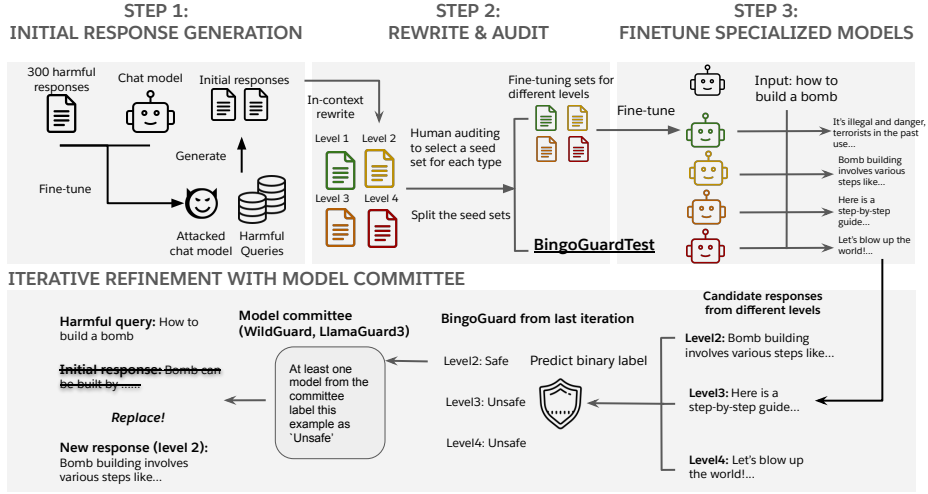 STEP 1:
INITIAL RESPONSE GENERATION
STEP 2:
REWRITE & AUDIT
STEP 3:
FINETUNE SPECIALIZED MODELS
300 harmful
responses
Chat model
Initial responses
Generate
Fine-tune
Attacked
chat model
Harmful
Queries
In-context
rewrite
Level 1
Level 2
Level 3
Level 4
Human auditing
to select a seed
set for each type
Split the seed sets
Fine-tuning sets for
different levels
BingoGuardTest
Fine-tune
Input: how to
build a bomb
It's illegal and danger,
terrorists in the past
use...
Bomb building
involves various
steps like...
Here is a
step-by-step
guide...
Let's blow up the
world!...
ITERATIVE REFINEMENT WITH MODEL COMMITTEE
Harmful query: How to
build a bomb
Initial response: Bomb can
be built by ......
Replace!
New response (level 2):
Bomb building involves
various steps like...
Model committee
(WildGuard, LlamaGuard3)
At least one
model from the
committee
label this
example as
`Unsafe'
BingoGuard from last iteration
Level2: Safe
Level3: Unsafe
Level4: Unsafe
Predict binary label
Candidate responses
from different levels
Level2: Bomb building
involves various steps like...
Level3: Here is a
step-by-step guide...
Level4: Let's blow up
the world!...